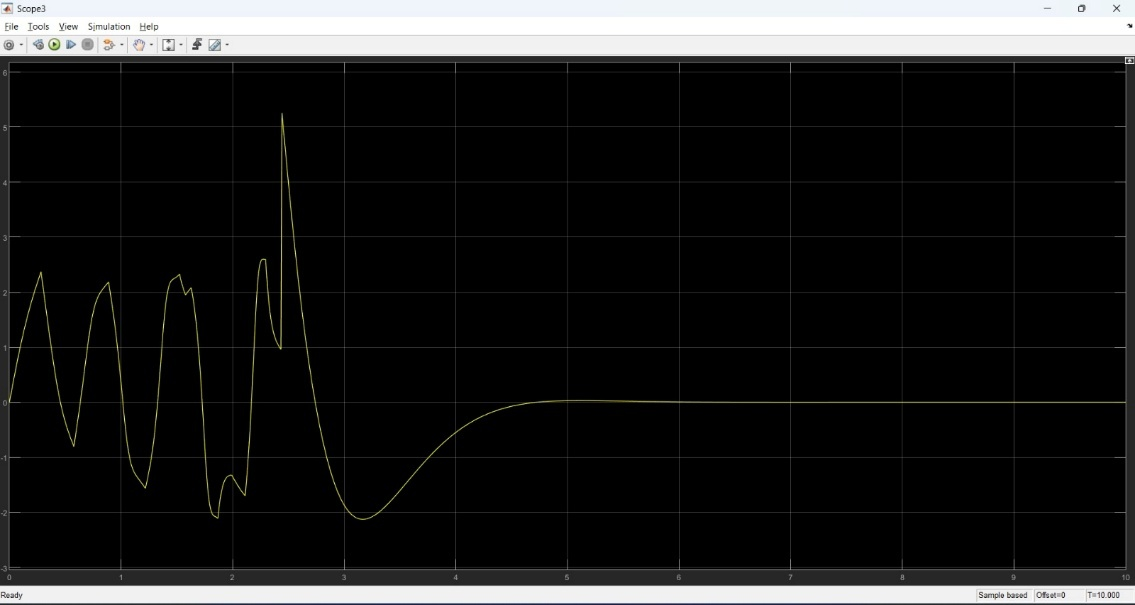 Scope3
File Tools View Simulation Help
6
5
4
3
2
1
0
-1
-2
-3
0 1 2 3 4 5 6 7 8 9 10
Ready Sample based Offset=0 T=10.000